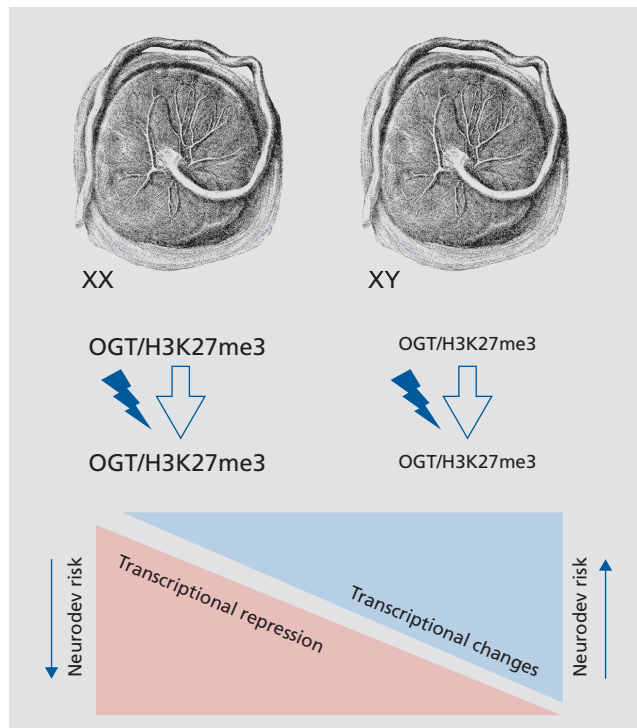 XX
XY
OGT/H3K27me3
OGT/H3K27me3
OGT/H3K27me3
OGT/H3K27me3
Neurodev risk
Transcriptional repression
Transcriptional changes
Neurodev risk